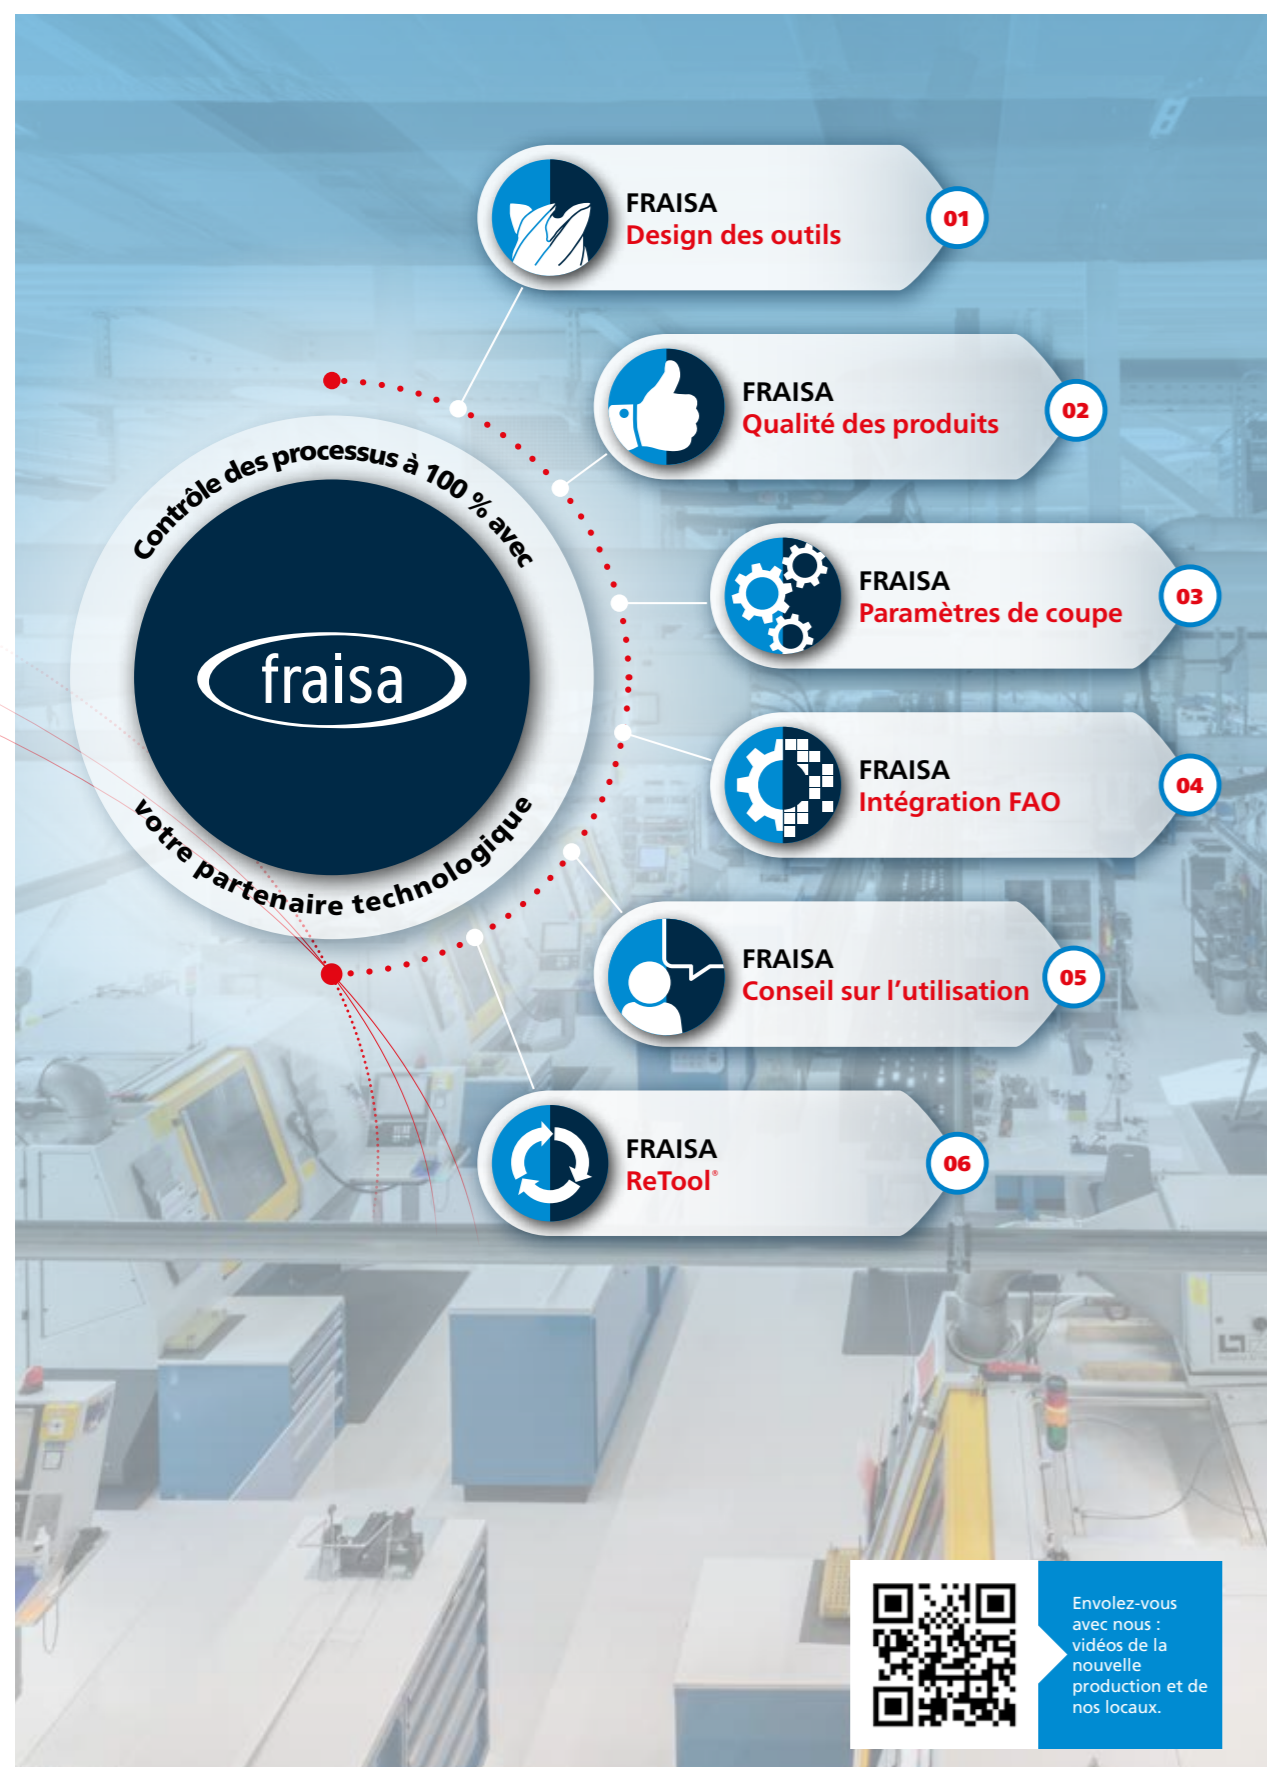 FRAISA
Design des outils
01
FRAISA
Qualité des produits
02
Contrôle des processus à 100 % avec
fraisa
votre partenaire technologique
FRAISA
Paramètres de coupe
03
FRAISA
Intégration FAO
04
FRAISA
Conseil sur l’utilisation
05
FRAISA
ReTool®
06
Envolez-vous
avec nous :
vidéos de la
nouvelle
production et de
nos locaux.